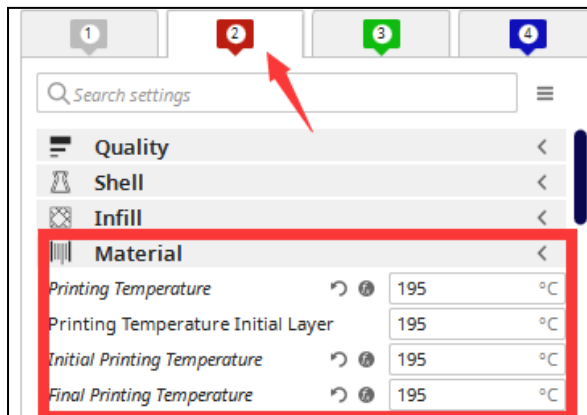 1 2 3 4
Search settings
Quality
Shell
Infill
Material
Printing Temperature 195 °C
Printing Temperature Initial Layer 195 °C
Initial Printing Temperature 195 °C
Final Printing Temperature 195 °C